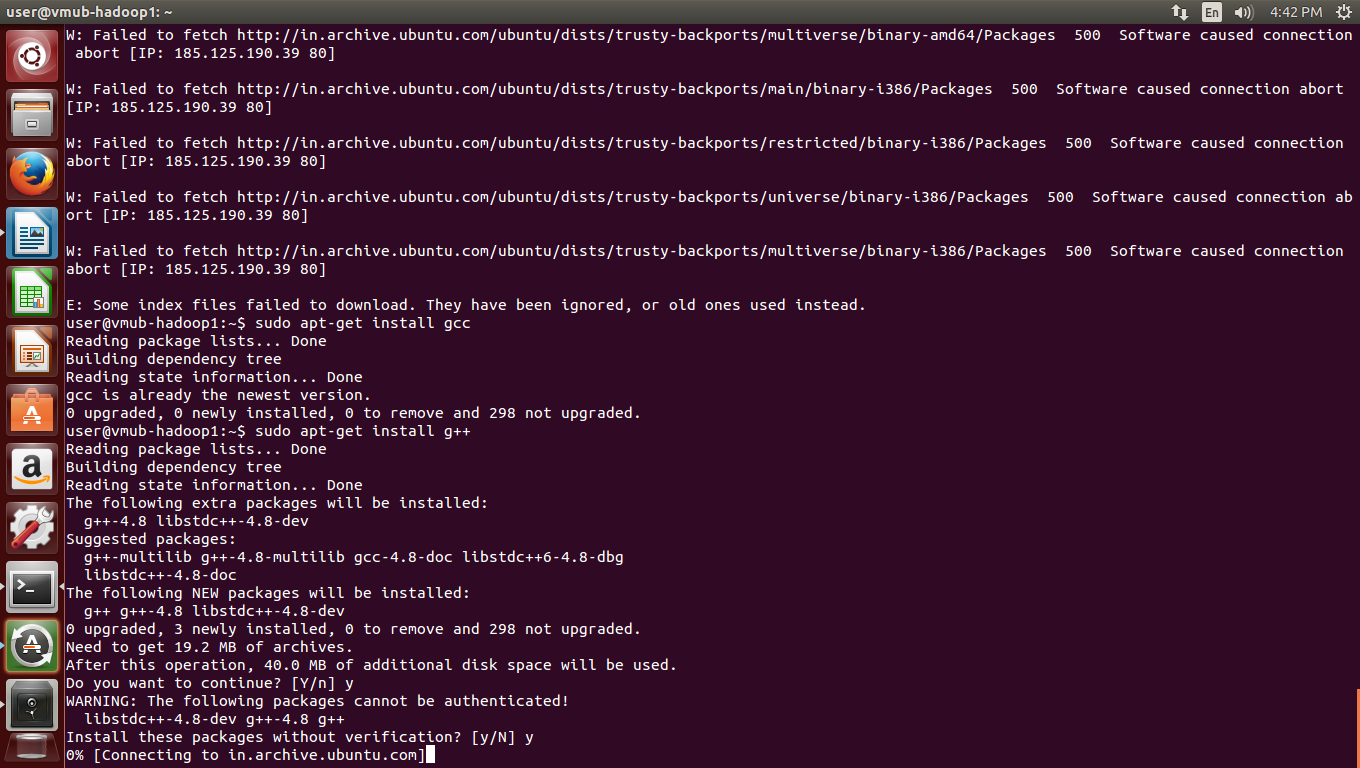 user@vmub-hadoop1: ~
En
4:42 PM
W: Failed to fetch http://in.archive.ubuntu.com/ubuntu/dists/trusty-backports/multiverse/binary-amd64/Packages  500  Software caused connection
 abort [IP: 185.125.190.39 80]
W: Failed to fetch http://in.archive.ubuntu.com/ubuntu/dists/trusty-backports/main/binary-i386/Packages  500  Software caused connection abort
[IP: 185.125.190.39 80]
W: Failed to fetch http://in.archive.ubuntu.com/ubuntu/dists/trusty-backports/restricted/binary-i386/Packages  500  Software caused connection
abort [IP: 185.125.190.39 80]
W: Failed to fetch http://in.archive.ubuntu.com/ubuntu/dists/trusty-backports/universe/binary-i386/Packages  500  Software caused connection ab
ort [IP: 185.125.190.39 80]
W: Failed to fetch http://in.archive.ubuntu.com/ubuntu/dists/trusty-backports/multiverse/binary-i386/Packages  500  Software caused connection
abort [IP: 185.125.190.39 80]
E: Some index files failed to download. They have been ignored, or old ones used instead.
user@vmub-hadoop1:~$ sudo apt-get install gcc
Reading package lists... Done
Building dependency tree
Reading state information... Done
gcc is already the newest version.
0 upgraded, 0 newly installed, 0 to remove and 298 not upgraded.
user@vmub-hadoop1:~$ sudo apt-get install g++
Reading package lists... Done
Building dependency tree
Reading state information... Done
The following extra packages will be installed:
  g++-4.8 libstdc++-4.8-dev
Suggested packages:
  g++-multilib g++-4.8-multilib gcc-4.8-doc libstdc++6-4.8-dbg
  libstdc++-4.8-doc
The following NEW packages will be installed:
  g++ g++-4.8 libstdc++-4.8-dev
0 upgraded, 3 newly installed, 0 to remove and 298 not upgraded.
Need to get 19.2 MB of archives.
After this operation, 40.0 MB of additional disk space will be used.
Do you want to continue? [Y/n] y
WARNING: The following packages cannot be authenticated!
  libstdc++-4.8-dev g++-4.8 g++
Install these packages without verification? [y/N] y
0% [Connecting to in.archive.ubuntu.com]